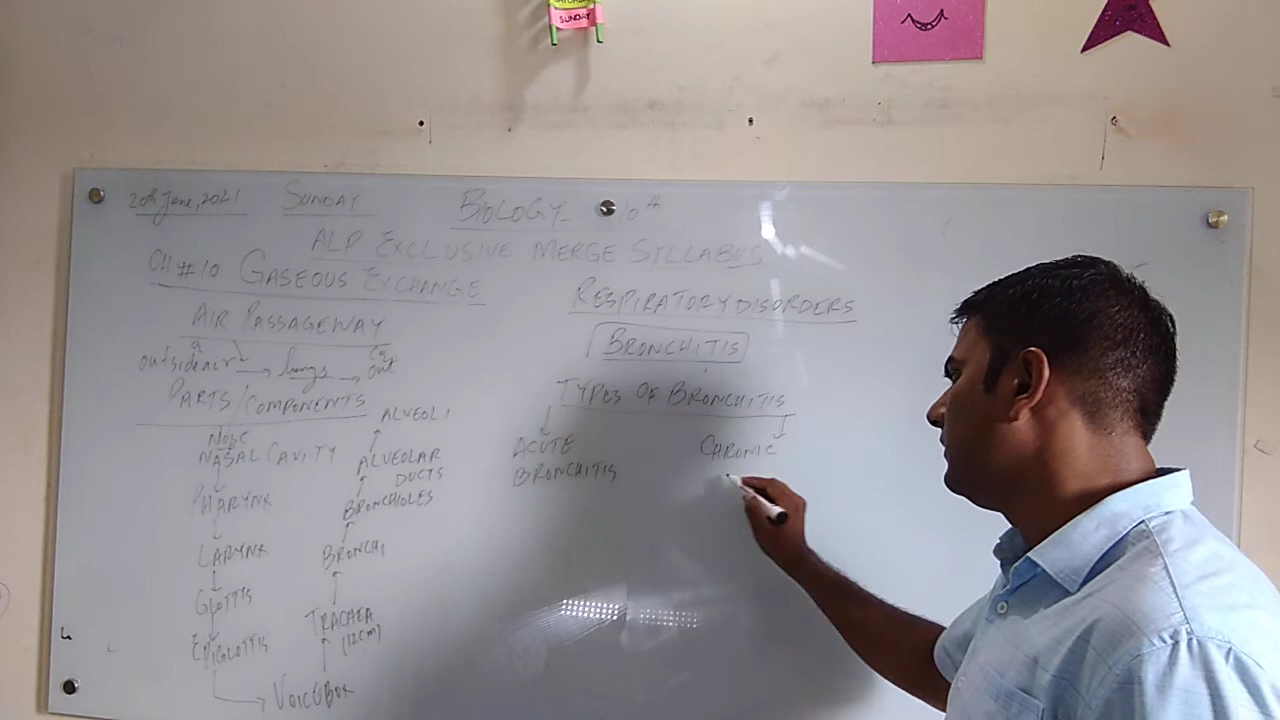 SATURDAY
SUNDAY
20th June, 2021 SUNDAY BIOLOGY- 10th
ALP EXCLUSIVE MERGE SYLLABUS
CH #10 GASEOUS EXCHANGE
AIR PASSAGEWAY
outside air → lungs → out
PARTS/COMPONENTS
NOSE
NASAL CAVITY
PHARYNX
LARYNX
GLOTTIS
EPIGLOTTIS
VOICEBOX
TRACHEA
(12cm)
BRONCHI
BRONCHIOLES
ALVEOLAR
DUCTS
ALVEOLI
RESPIRATORY DISORDERS
BRONCHITIS
TYPES OF BRONCHITIS
ACUTE
BRONCHITIS
CHRONIC